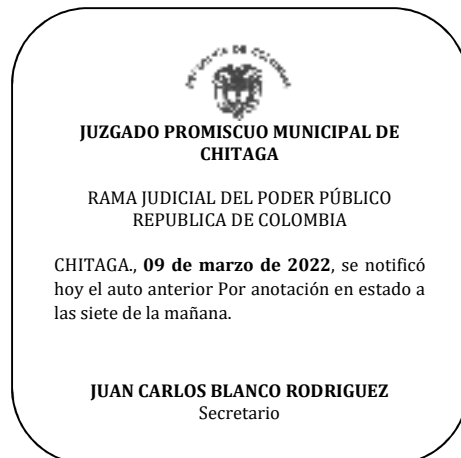 JUZGADO PROMISCUO MUNICIPAL DE
CHITAGA
RAMA JUDICIAL DEL PODER PÚBLICO
REPUBLICA DE COLOMBIA
CHITAGA., 09 de marzo de 2022, se notificó
hoy el auto anterior Por anotación en estado a
las siete de la mañana.
JUAN CARLOS BLANCO RODRIGUEZ
Secretario